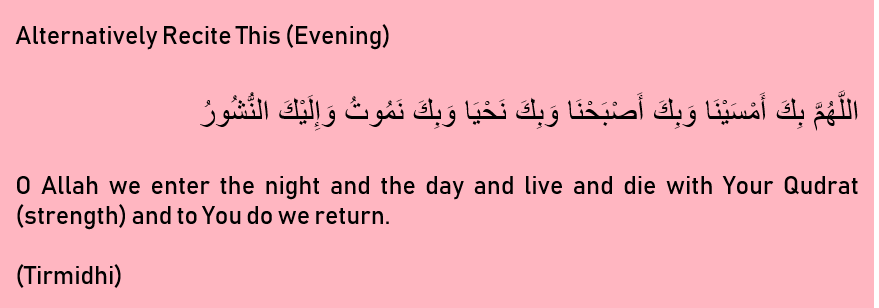 Alternatively Recite This (Evening)
اللَّهُمَّ بِكَ أَمْسَيْنَا وَبِكَ أَصْبَحْنَا وَبِكَ نَحْيَا وَبِكَ نَمُوتُ وَإِلَيْكَ النُّشُورُ
O Allah we enter the night and the day and live and die with Your Qudrat
(strength) and to You do we return.
(Tirmidhi)